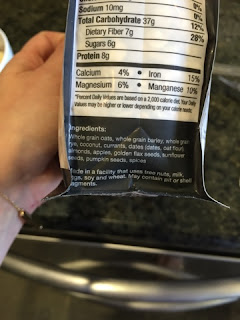 0%
Sodium 10mg 0%
Total Carbohydrate 37g 12%
Dietary Fiber 7g 28%
Sugars 6g
Protein 8g
Calcium 4% • Iron 15%
Magnesium 6% • Manganese 10%
*Percent Daily Values are based on a 2,000 calorie diet. Your Daily
Values may be higher or lower depending on your calorie needs:
Ingredients:
Whole grain oats, whole grain barley, whole grain
rye, coconut, currants, dates (dates, oat flour),
almonds, apples, golden flax seeds, sunflower
seeds, pumpkin seeds, spices
Made in a facility that uses tree nuts, milk,
eggs, soy and wheat. May contain pit or shell
fragments.